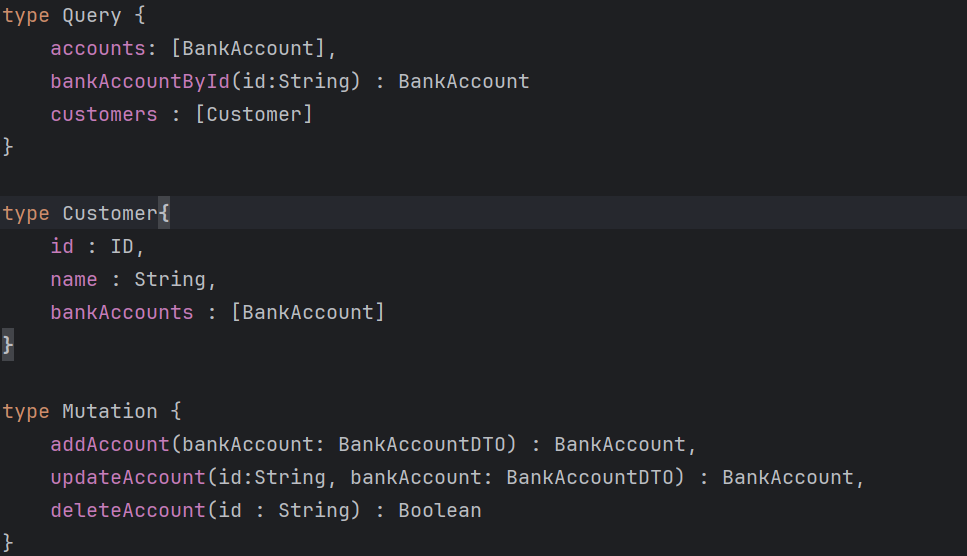 type Query {
    accounts: [BankAccount],
    bankAccountById(id:String) : BankAccount
    customers : [Customer]
}
type Customer{
    id : ID,
    name : String,
    bankAccounts : [BankAccount]
}
type Mutation {
    addAccount(bankAccount: BankAccountDTO) : BankAccount,
    updateAccount(id:String, bankAccount: BankAccountDTO) : BankAccount,
    deleteAccount(id : String) : Boolean
}